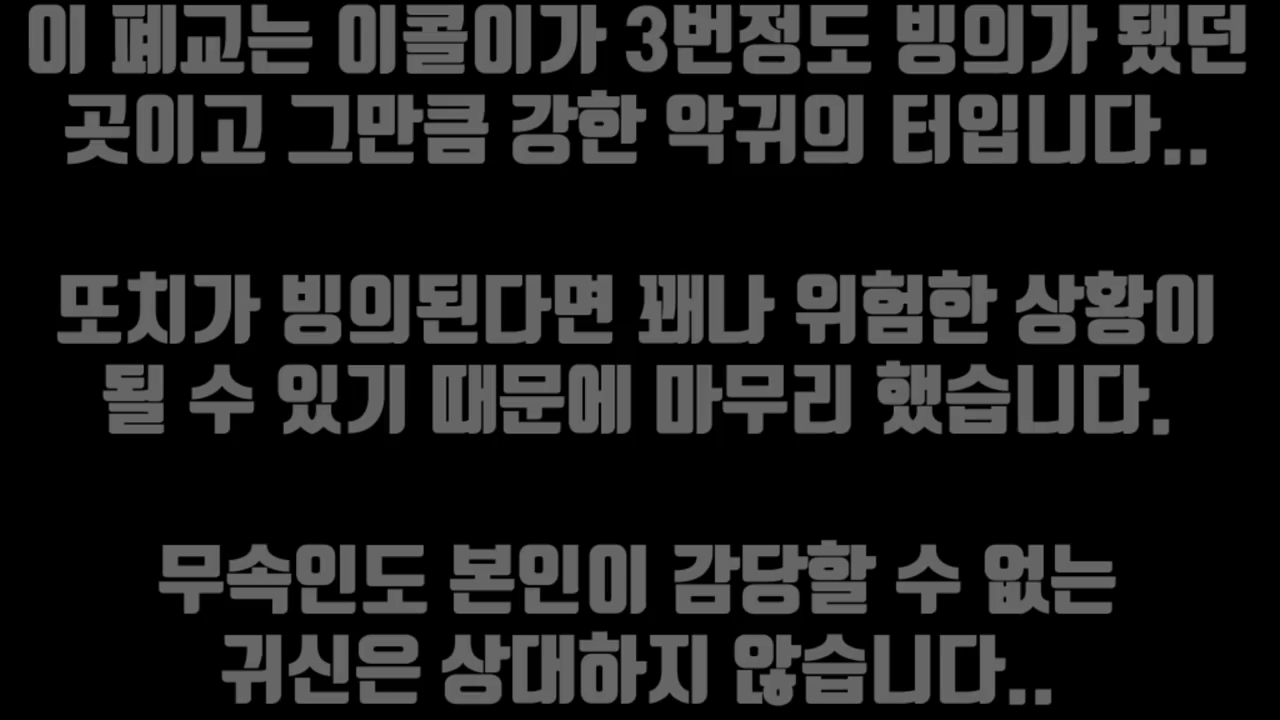 이 폐교는 이콜이가 3번정도 빙의가 됐던
곳이고 그만큼 강한 악귀의 터입니다..
또치가 빙의된다면 꽤나 위험한 상황이
될 수 있기 때문에 마무리 했습니다.
무속인도 본인이 감당할 수 없는
귀신은 상대하지 않습니다..